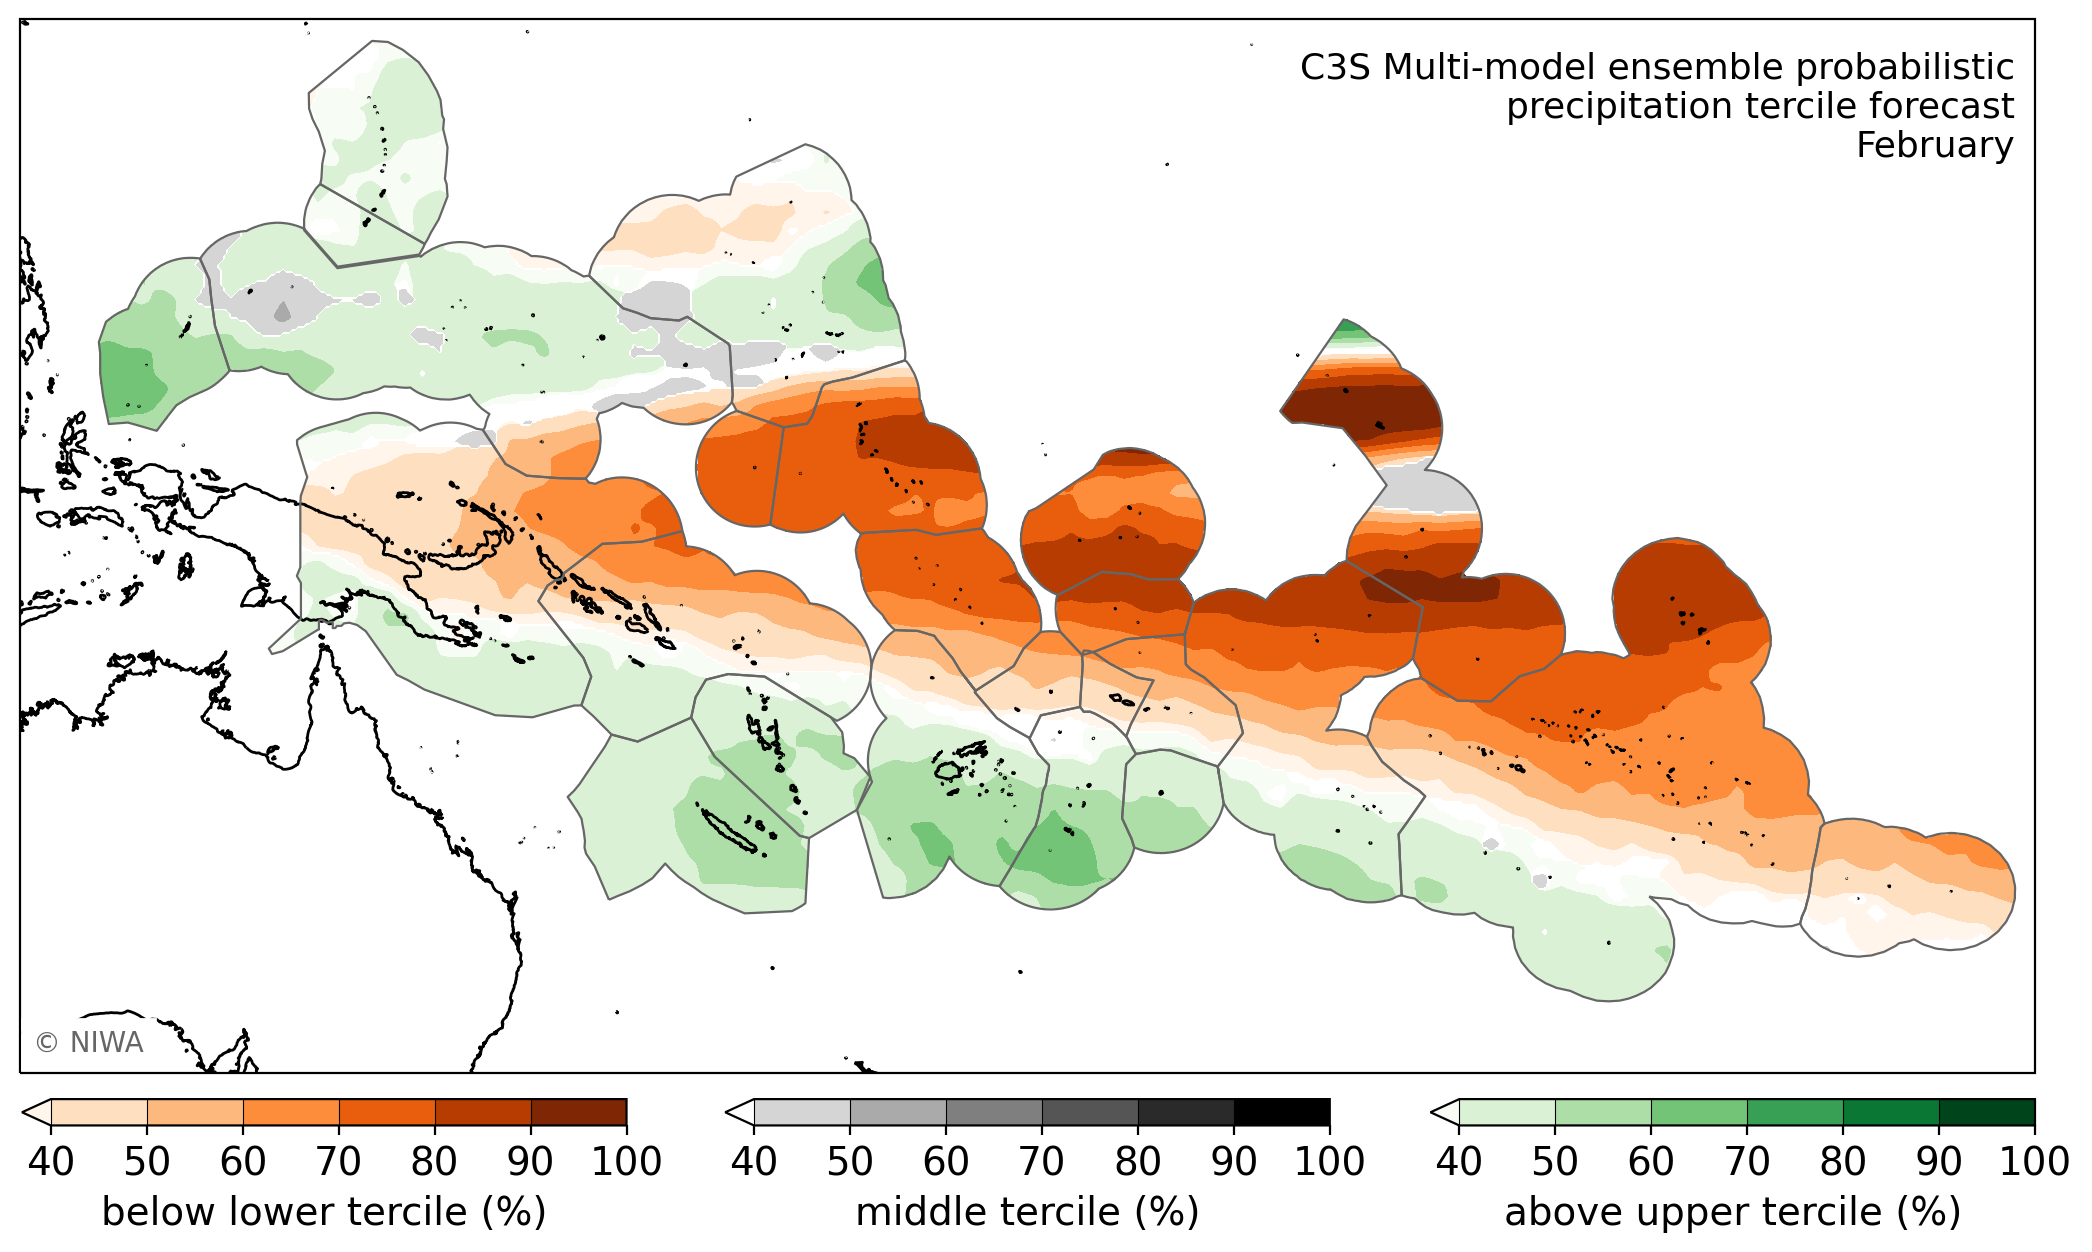 C3S Multi-model ensemble probabilistic
precipitation tercile forecast
February
© NIWA
40 50 60 70 80 90 100
below lower tercile (%)
40 50 60 70 80 90 100
middle tercile (%)
40 50 60 70 80 90 100
above upper tercile (%)